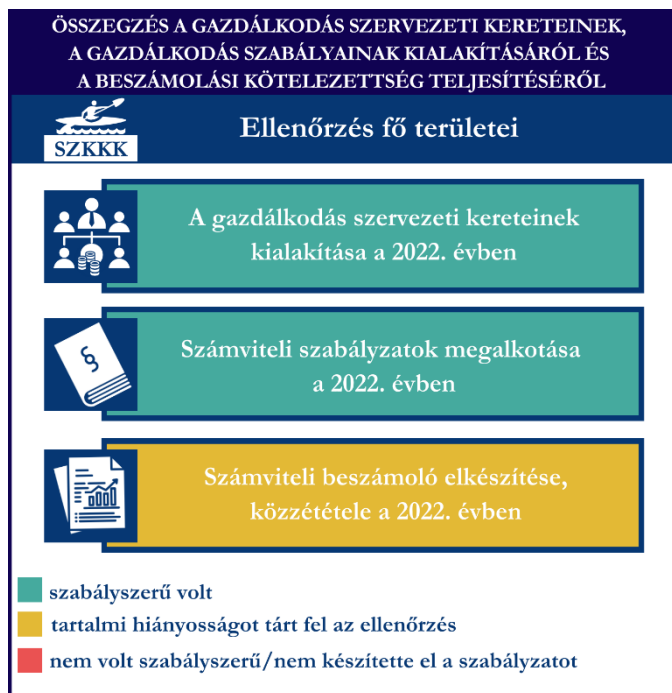 ÖSSZEGZÉS A GAZDÁLKODÁS SZERVEZETI KERETEINEK,
A GAZDÁLKODÁS SZABÁLYAINAK KIALAKÍTÁSÁRÓL ÉS
A BESZÁMOLÁSI KÖTELEZETTSÉG TELJESÍTÉSÉRŐL
SZKKK
Ellenőrzés fő területei
A gazdálkodás szervezeti kereteinek
kialakítása a 2022. évben
§
Számviteli szabályzatok megalkotása
a 2022. évben
Számviteli beszámoló elkészítése,
közzététele a 2022. évben
szabályszerű volt
tartalmi hiányosságot tárt fel az ellenőrzés
nem volt szabályszerű/nem készítette el a szabályzatot